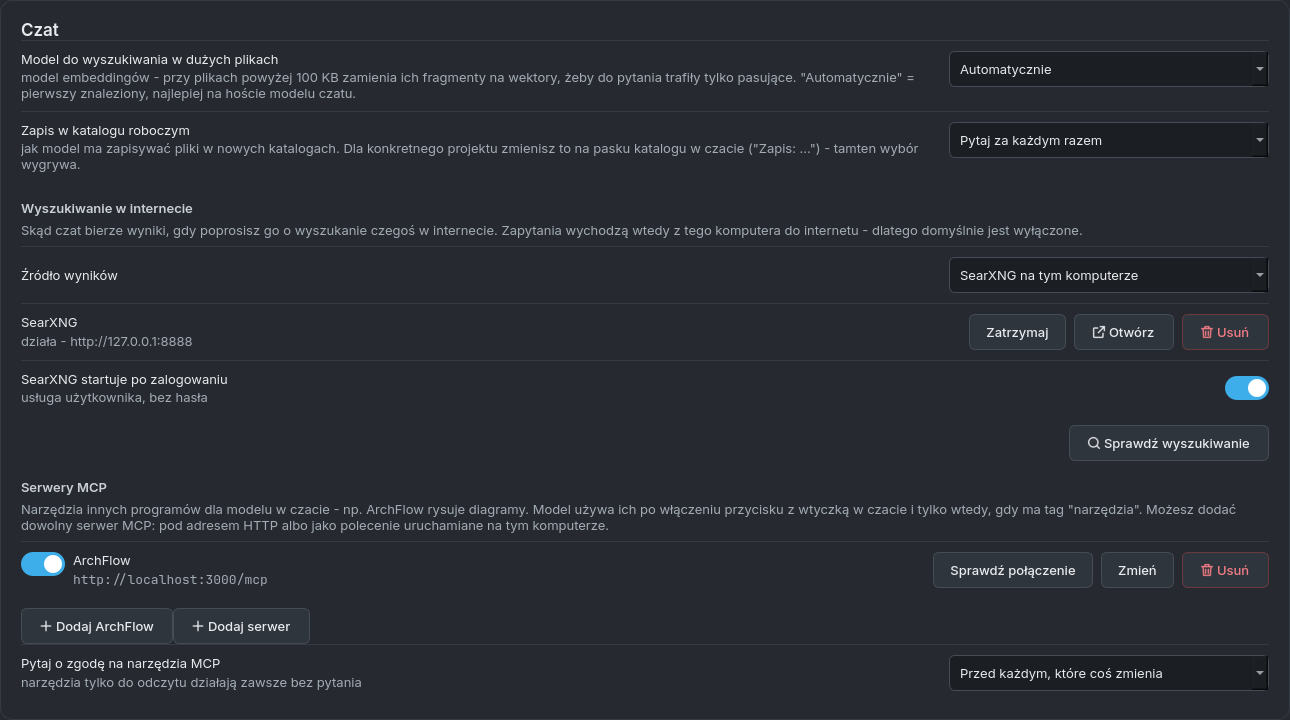 Czat
Model do wyszukiwania w dużych plikach
model embeddingów - przy plikach powyżej 100 KB zamienia ich fragmenty na wektory, żeby do pytania trafiły tylko pasujące. "Automatycznie" =
pierwszy znaleziony, najlepiej na hoście modelu czatu.
Automatycznie
Zapis w katalogu roboczym
jak model ma zapisywać pliki w nowych katalogach. Dla konkretnego projektu zmienisz to na pasku katalogu w czacie ("Zapis: ...") - tamten wybór
wygrywa.
Pytaj za każdym razem
Wyszukiwanie w internecie
Skąd czat bierze wyniki, gdy poprosisz go o wyszukanie czegoś w internecie. Zapytania wychodzą wtedy z tego komputera do internetu - dlatego domyślnie jest wyłączone.
Źródło wyników
SearXNG na tym komputerze
SearXNG
działa - http://127.0.0.1:8888
Zatrzymaj
Otwórz
Usuń
SearXNG startuje po zalogowaniu
usługa użytkownika, bez hasła
Sprawdź wyszukiwanie
Serwery MCP
Narzędzia innych programów dla modelu w czacie - np. ArchFlow rysuje diagramy. Model używa ich po włączeniu przycisku z wtyczką w czacie i tylko wtedy, gdy ma tag "narzędzia". Możesz dodać
dowolny serwer MCP: pod adresem HTTP albo jako polecenie uruchamiane na tym komputerze.
ArchFlow
http://localhost:3000/mcp
Sprawdź połączenie
Zmień
Usuń
Dodaj ArchFlow
Dodaj serwer
Pytaj o zgodę na narzędzia MCP
narzędzia tylko do odczytu działają zawsze bez pytania
Przed każdym, które coś zmienia